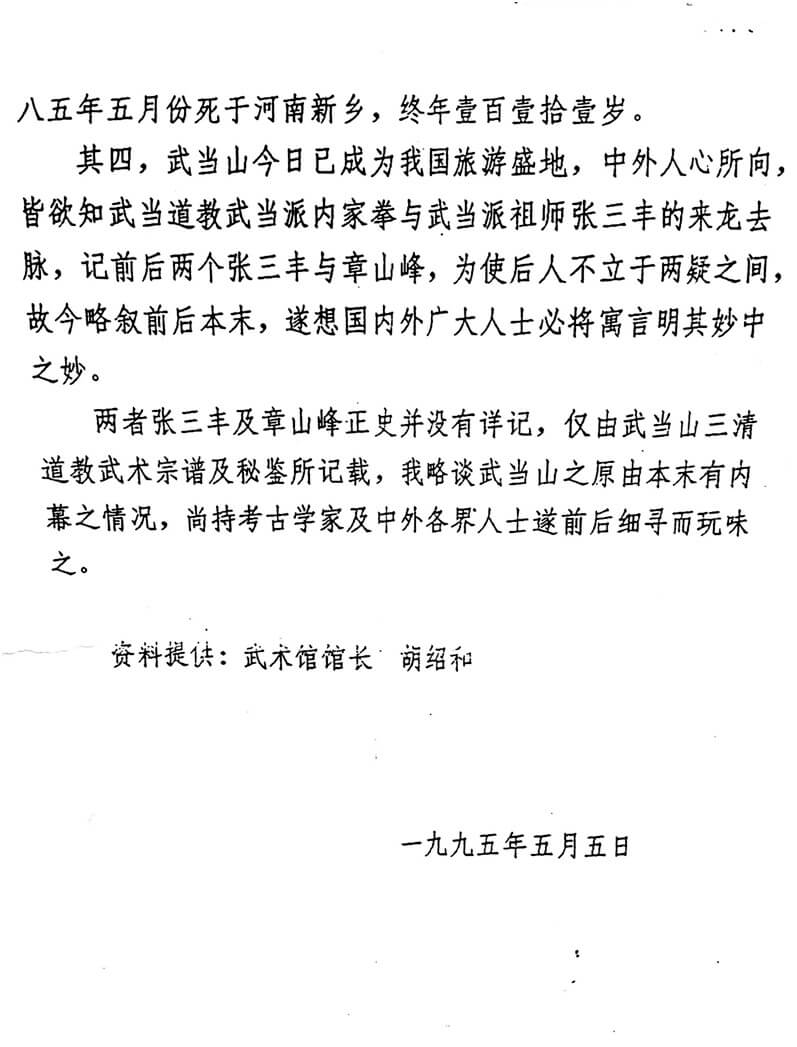 八五年五月份死于河南新乡，终年壹百壹拾壹岁。
其四，武当山今日已成为我国旅游盛地，中外人心所向，
皆欲知武当道教武当派内家拳与武当派祖师张三丰的来龙去
脉，记前后两个张三丰与章山峰，为使后人不立于两疑之间，
故今略叙前后本末，遂想国内外广大人士必将寓言明其妙中
之妙。
两者张三丰及章山峰正史并没有详记，仅由武当山三清
道教武术宗谱及秘鉴所记载，我略谈武当山之原由本末有内
幕之情况，尚持考古学家及中外各界人士遂前后细寻而玩味
之。
资料提供：武术馆馆长 胡绍和
一九九五年五月五日